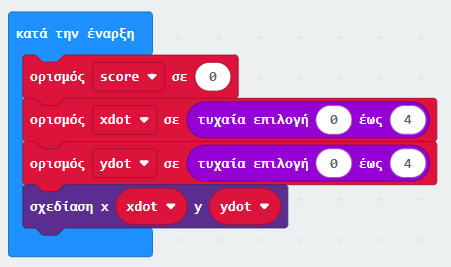 κατά την έναρξη
ορισμός score σε 0
ορισμός xdot σε τυχαία επιλογή 0 έως 4
ορισμός ydot σε τυχαία επιλογή 0 έως 4
σχεδίαση x xdot y ydot